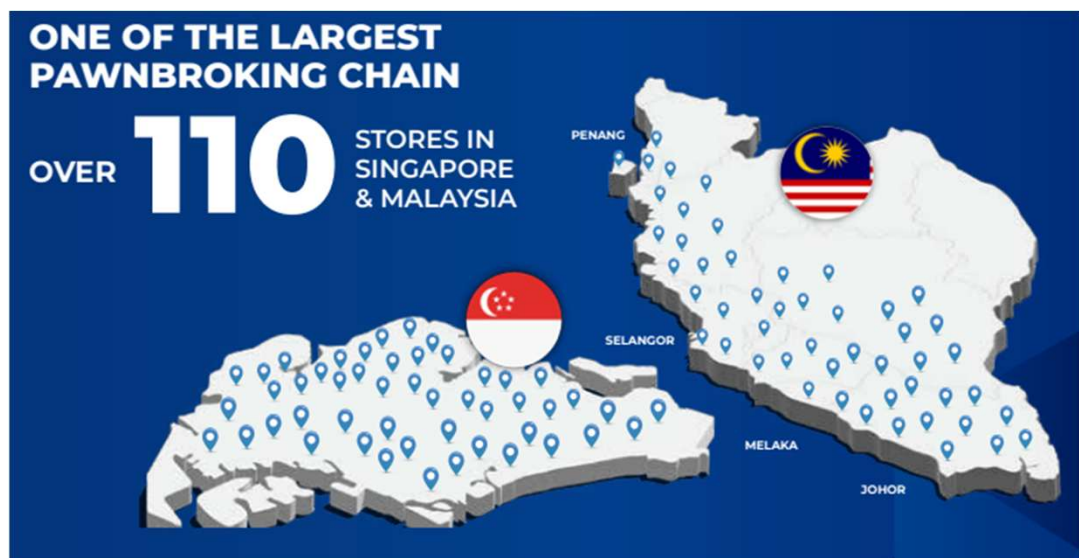 ONE OF THE LARGEST
PAWNBROKING CHAIN
OVER
110
STORES IN
SINGAPORE
& MALAYSIA
PENANG
SELANGOR
MELAKA
JOHOR